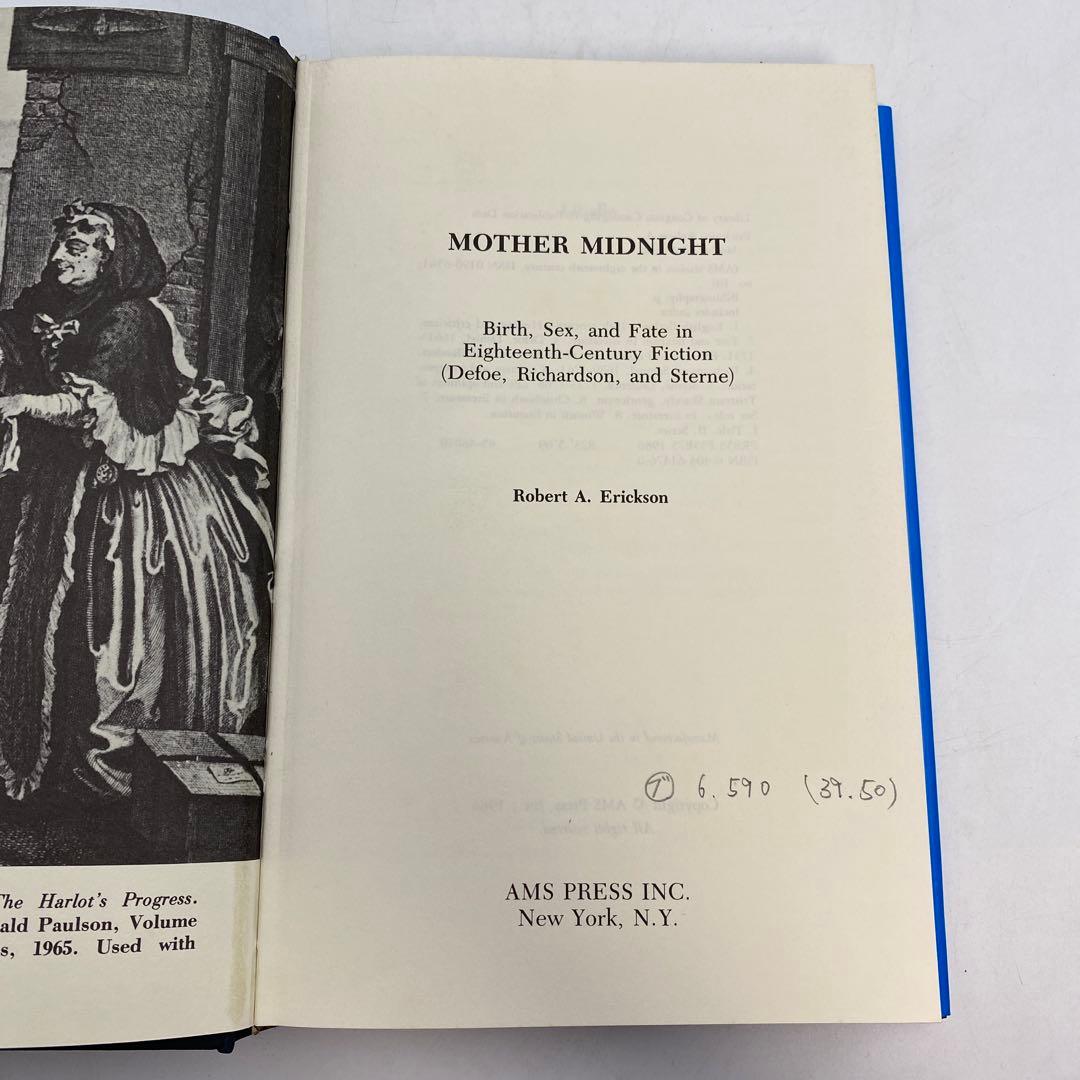 The Harlot's Progress.
ald Paulson, Volume
s, 1965. Used with
MOTHER MIDNIGHT
Birth, Sex, and Fate in
Eighteenth-Century Fiction
(Defoe, Richardson, and Sterne)
Robert A. Erickson
6.590 (39.50)
AMS PRESS INC.
New York, N.Y.